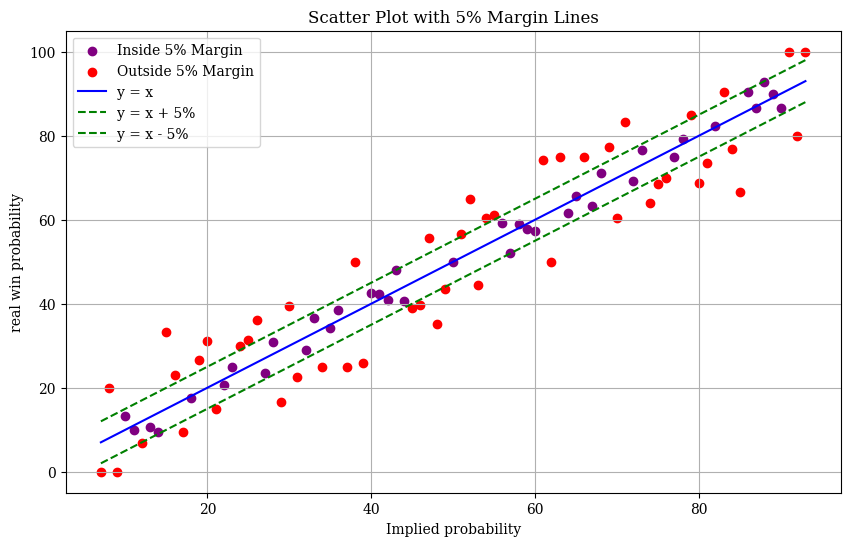 Scatter Plot with 5% Margin Lines
Inside 5% Margin
Outside 5% Margin
y = x
y = x + 5%
y = x - 5%
real win probability
100
80
60
40
20
0
20
40
60
80
Implied probability